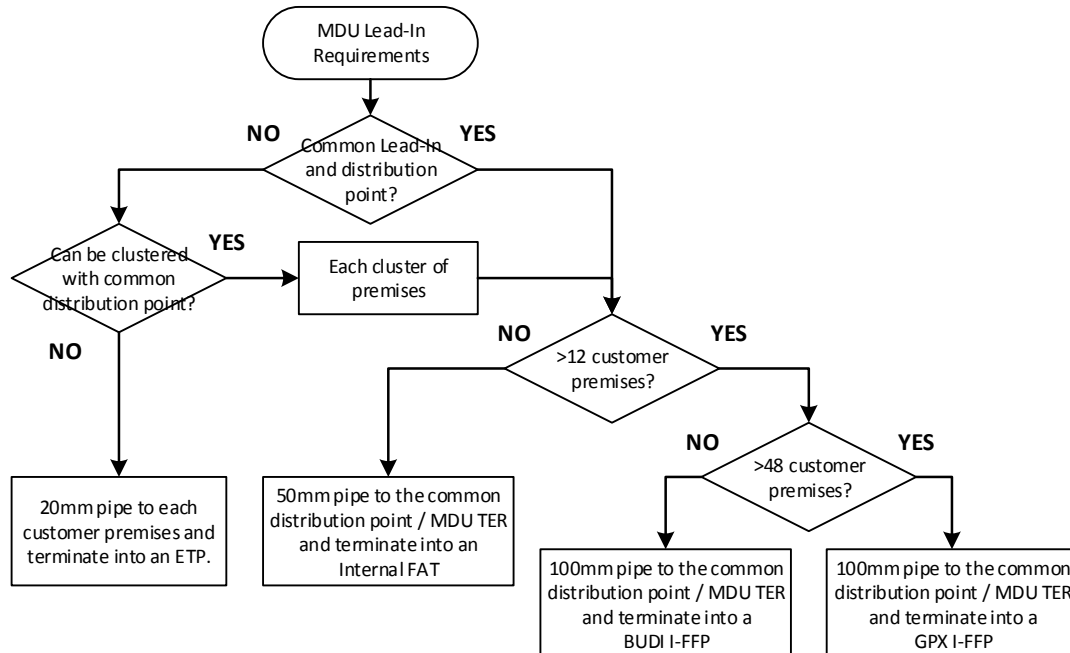 MDU Lead-In
Requirements
NO
YES
Common Lead-In
and distribution
point?
YES
Can be clustered
with common
distribution point?
Each cluster of
premises
NO
NO
YES
>12 customer
premises?
NO
YES
>48 customer
premises?
20mm pipe to each
customer premises and
terminate into an ETP.
50mm pipe to the common
distribution point / MDU TER
and terminate into an
Internal FAT
100mm pipe to the common
distribution point / MDU TER
and terminate into a
BUDI I-FFP
100mm pipe to the common
distribution point / MDU TER
and terminate into a
GPX I-FFP